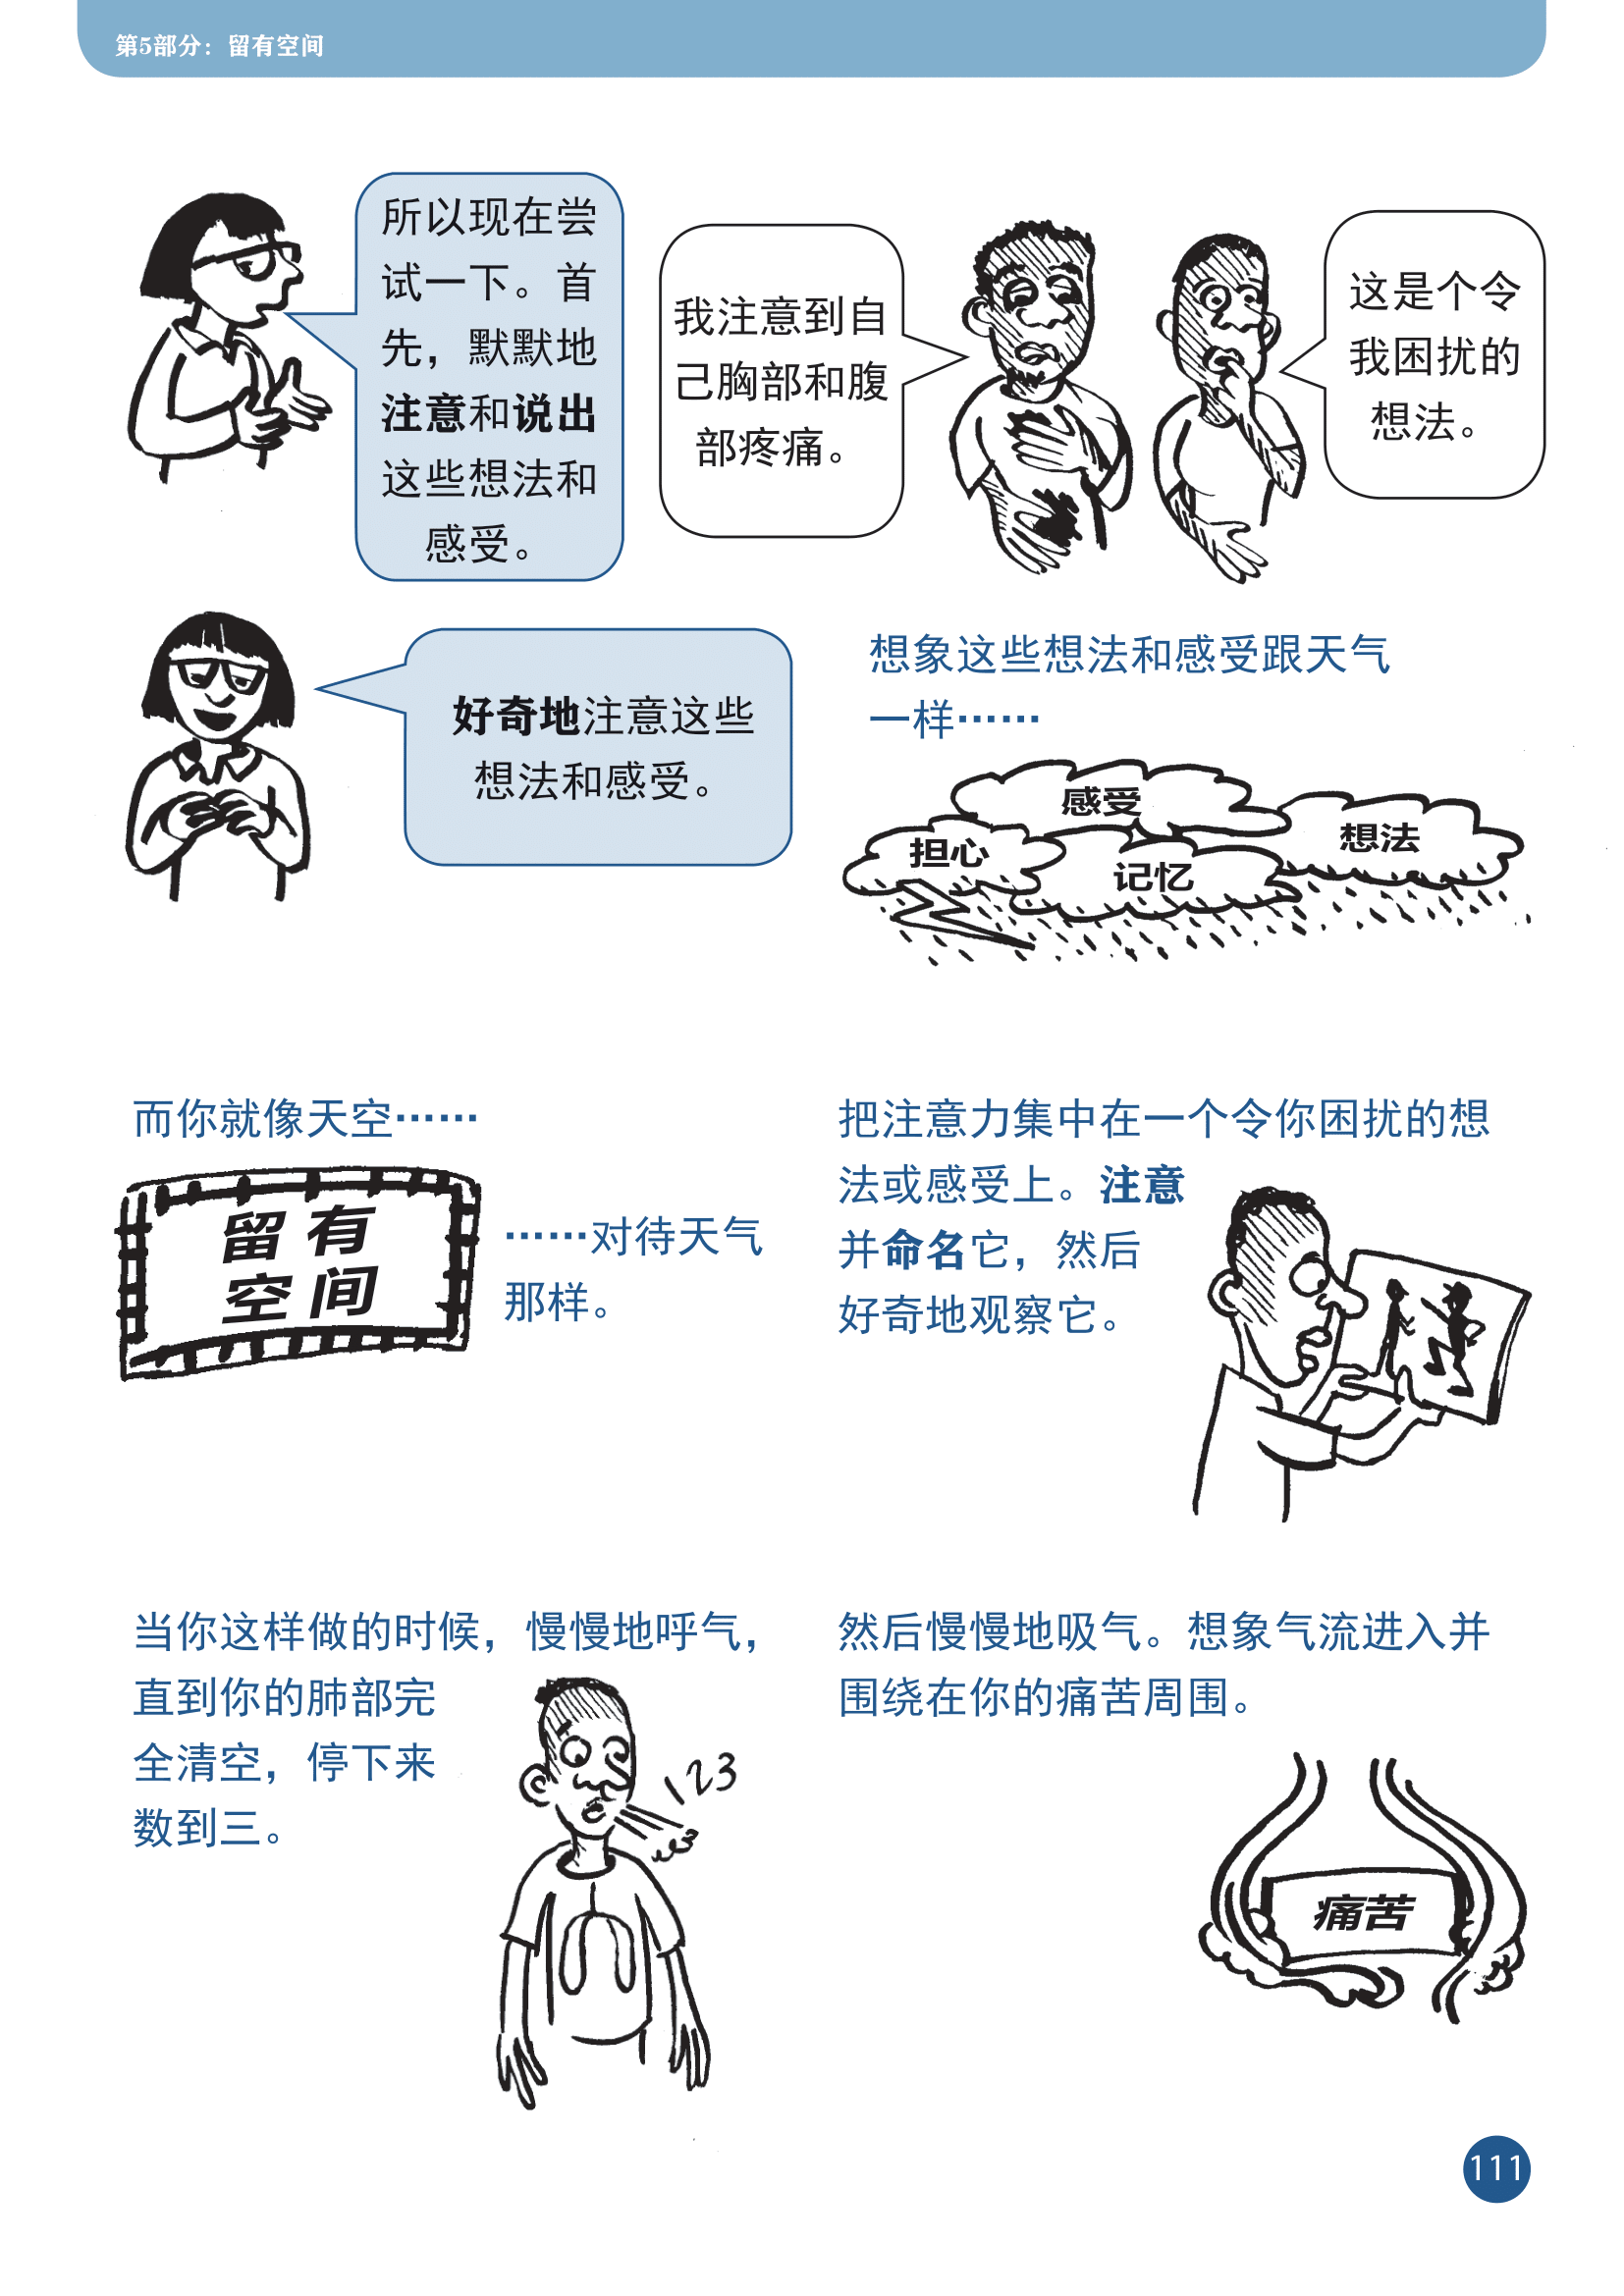 第5部分：留有空间
所以现在尝
试一下。首
先，默默地
注意和说出
这些想法和
感受。
我注意到自
己胸部和腹
部疼痛。
这是个令
我困扰的
想法。
好奇地注意这些
想法和感受。
想象这些想法和感受跟天气
一样……
感受
想法
担心
记忆
而你就像天空……
留有
空间
……对待天气
那样。
把注意力集中在一个令你困扰的想
法或感受上。注意
并命名它，然后
好奇地观察它。
当你这样做的时候，慢慢地呼气，
直到你的肺部完
全清空，停下来
数到三。
123
然后慢慢地吸气。想象气流进入并
围绕在你的痛苦周围。
痛苦
111